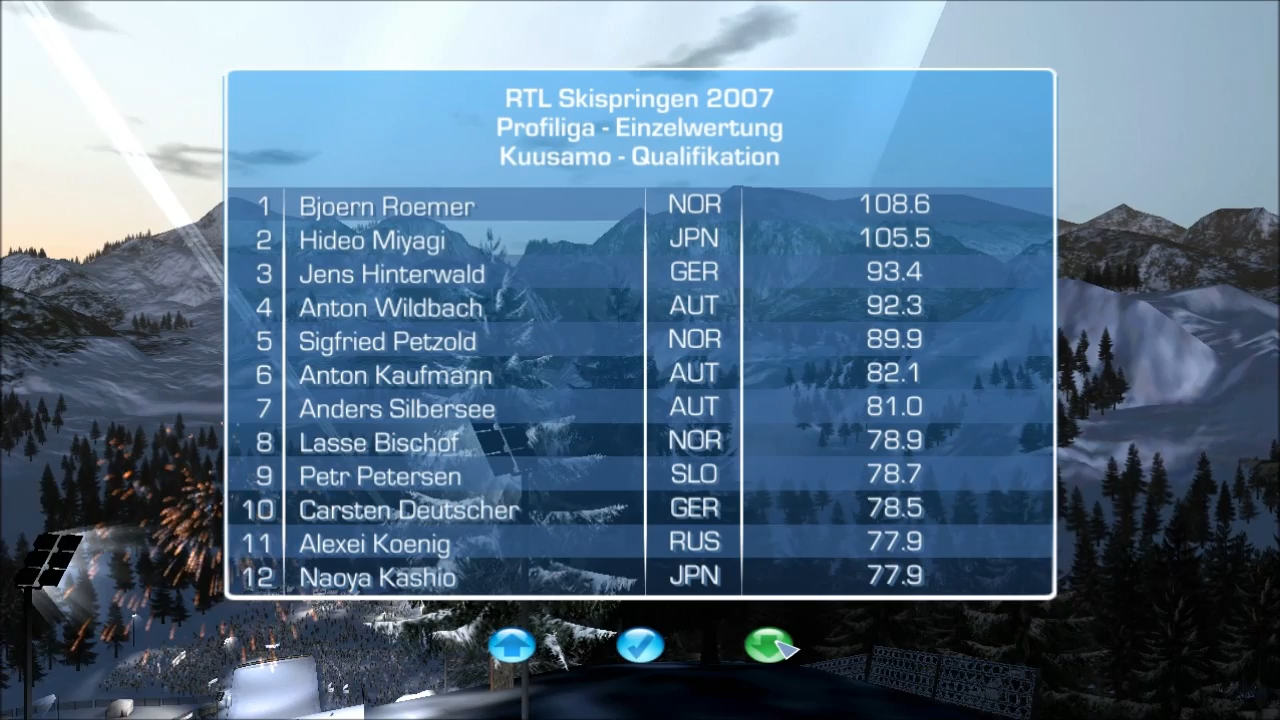 RTL Skispringen 2007
Profiliga - Einzelwertung
Kuusamo - Qualifikation
1 Bjoern Roemer NOR 108.6
2 Hideo Miyagi JPN 105.5
3 Jens Hinterwald GER 93.4
4 Anton Wildbach AUT 92.3
5 Sigfried Petzold NOR 89.9
6 Anton Kaufmann AUT 82.1
7 Anders Silbersee AUT 81.0
8 Lasse Bischof NOR 78.9
9 Petr Petersen SLO 78.7
10 Carsten Deutscher GER 78.5
11 Alexei Koenig RUS 77.9
12 Naoya Kashio JPN 77.9